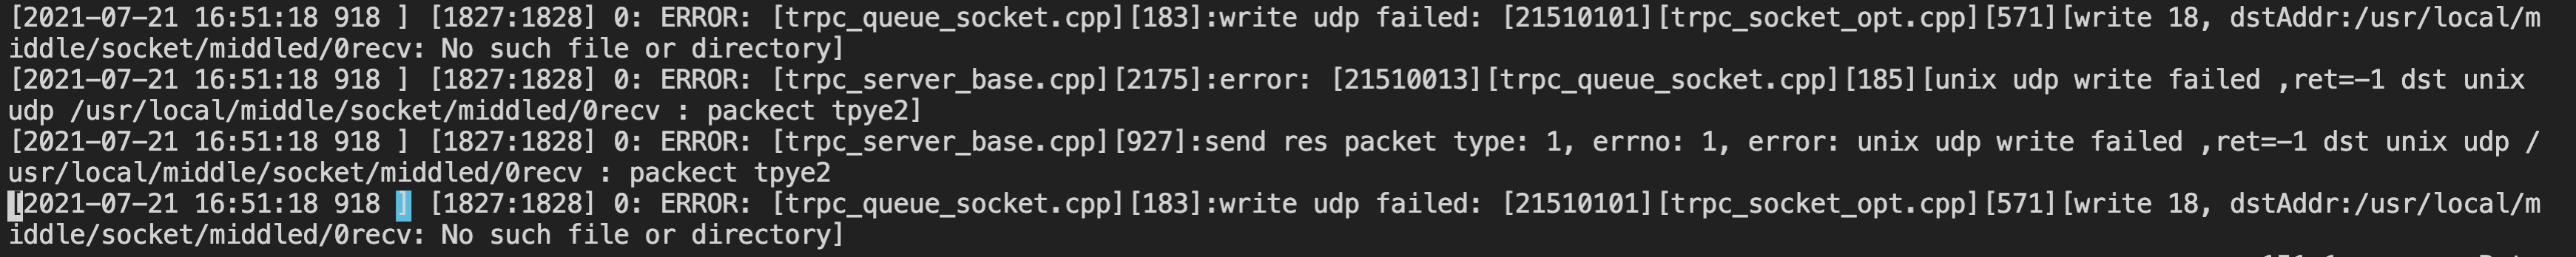 [2021-07-21 16:51:18 918 ] [1827:1828] 0: ERROR: [trpc_queue_socket.cpp][183]:write udp failed: [21510101][trpc_socket_opt.cpp][571][write 18, dstAddr:/usr/local/m
iddle/socket/middled/0recv: No such file or directory]
[2021-07-21 16:51:18 918 ] [1827:1828] 0: ERROR: [trpc_server_base.cpp][2175]:error: [21510013][trpc_queue_socket.cpp][185][unix udp write failed ,ret=-1 dst unix
udp /usr/local/middle/socket/middled/0recv : packect tpye2]
[2021-07-21 16:51:18 918 ] [1827:1828] 0: ERROR: [trpc_server_base.cpp][927]:send res packet type: 1, errno: 1, error: unix udp write failed ,ret=-1 dst unix udp /
usr/local/middle/socket/middled/0recv : packect tpye2
[2021-07-21 16:51:18 918 ] [1827:1828] 0: ERROR: [trpc_queue_socket.cpp][183]:write udp failed: [21510101][trpc_socket_opt.cpp][571][write 18, dstAddr:/usr/local/m
iddle/socket/middled/0recv: No such file or directory]